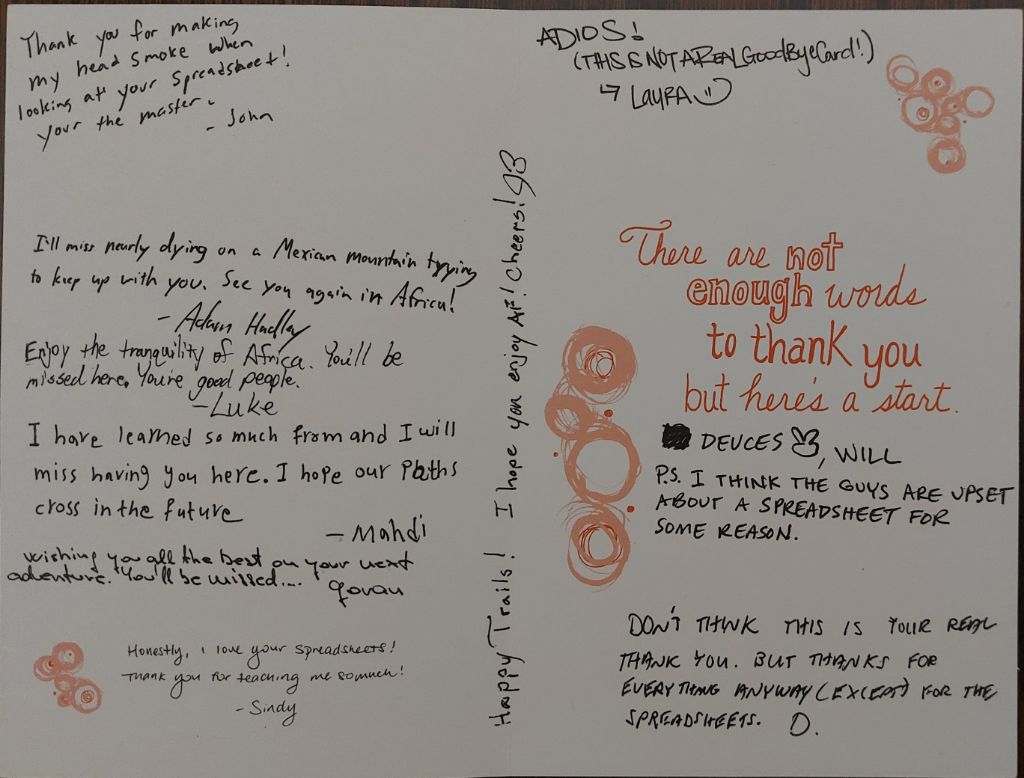 Thank you for making
my head smoke when
looking at your spreadsheet!
your the master.
- John
I'll miss nearly dying on a Mexican mountain trying
to keep up with you. See you again in Africa!
- Adam Hadley
Enjoy the tranquility of Africa. You'll be
missed here. You're good people.
- Luke
I have learned so much from and I will
miss having you here. I hope our paths
cross in the future
- Mahdi
Wishing you all the best on your next
adventure. You'll be missed....
Honestly, i love your spreadsheets!
Thank you for teaching me so much!
- Sindy
Happy Trails! I hope you enjoy AF! Cheers! JB
ADIOS!
(THIS IS NOT A REAL GoodByeCard!)
↳ LAURA
There are not
enough words
to thank you
but here's a start.
DEUCES, WILL
P.S. I THINK THE GUYS ARE UPSET
ABOUT A SPREADSHEET FOR
SOME REASON.
DON'T THINK THIS IS YOUR REAL
THANK YOU. BUT THANKS FOR
EVERYTHING ANYWAY (EXCEPT) FOR THE
SPREADSHEETS. D.